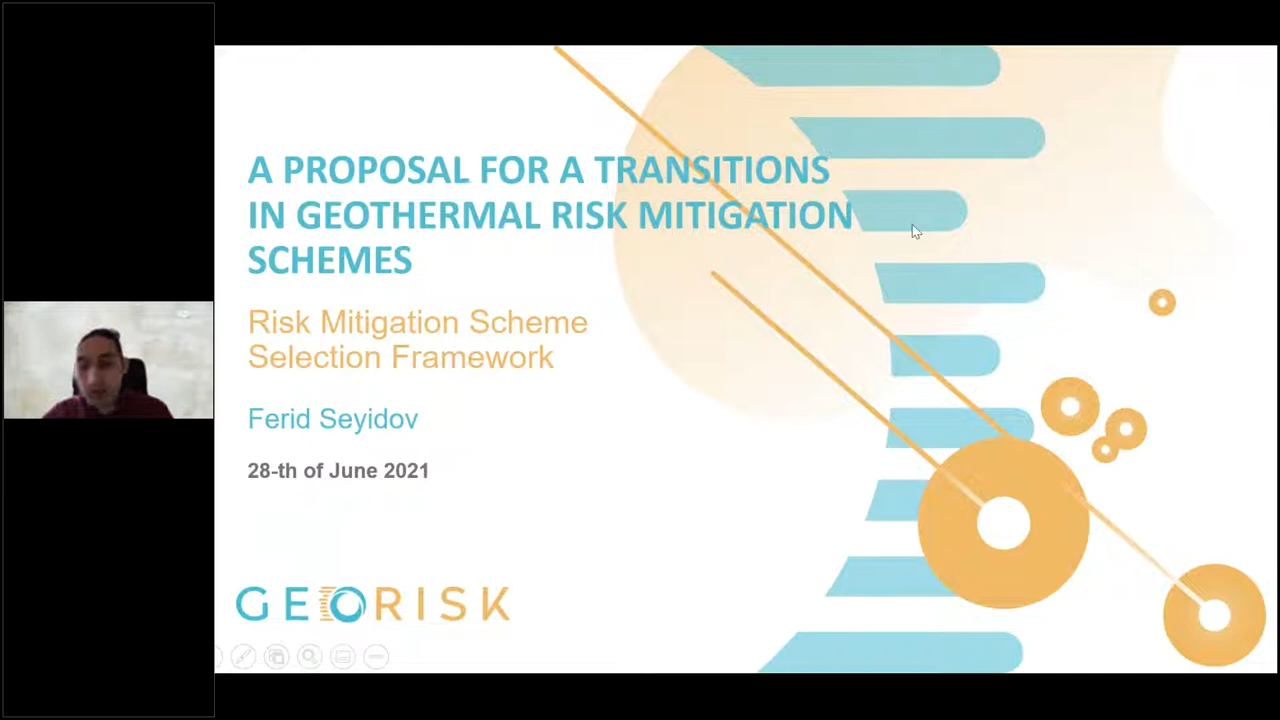 A PROPOSAL FOR A TRANSITIONS
IN GEOTHERMAL RISK MITIGATION
SCHEMES
Risk Mitigation Scheme
Selection Framework
Ferid Seyidov
28-th of June 2021
GEORISK